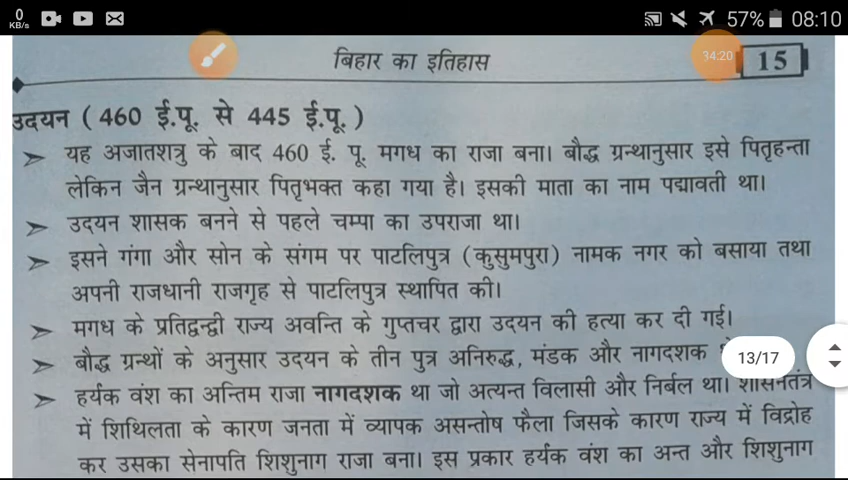 0
KB/s
57% 08:10
बिहार का इतिहास
34:20
15
उदयन ( 460 ई.पू. से 445 ई.पू. )
➢ यह अजातशत्रु के बाद 460 ई. पू. मगध का राजा बना। बौद्ध ग्रन्थानुसार इसे पितृहन्ता
लेकिन जैन ग्रन्थानुसार पितृभक्त कहा गया है। इसकी माता का नाम पद्मावती था।
➢ उदयन शासक बनने से पहले चम्पा का उपराजा था।
➢ इसने गंगा और सोन के संगम पर पाटलिपुत्र (कुसुमपुरा) नामक नगर को बसाया तथा
अपनी राजधानी राजगृह से पाटलिपुत्र स्थापित की।
➢ मगध के प्रतिद्वन्द्वी राज्य अवन्ति के गुप्तचर द्वारा उदयन की हत्या कर दी गई।
➢ बौद्ध ग्रन्थों के अनुसार उदयन के तीन पुत्र अनिरुद्ध, मंडक और नागदशक
13/17
➢ हर्यक वंश का अन्तिम राजा नागदशक था जो अत्यन्त विलासी और निर्बल था। शासनतंत्र
में शिथिलता के कारण जनता में व्यापक असन्तोष फैला जिसके कारण राज्य में विद्रोह
कर उसका सेनापति शिशुनाग राजा बना। इस प्रकार हर्यक वंश का अन्त और शिशुनाग